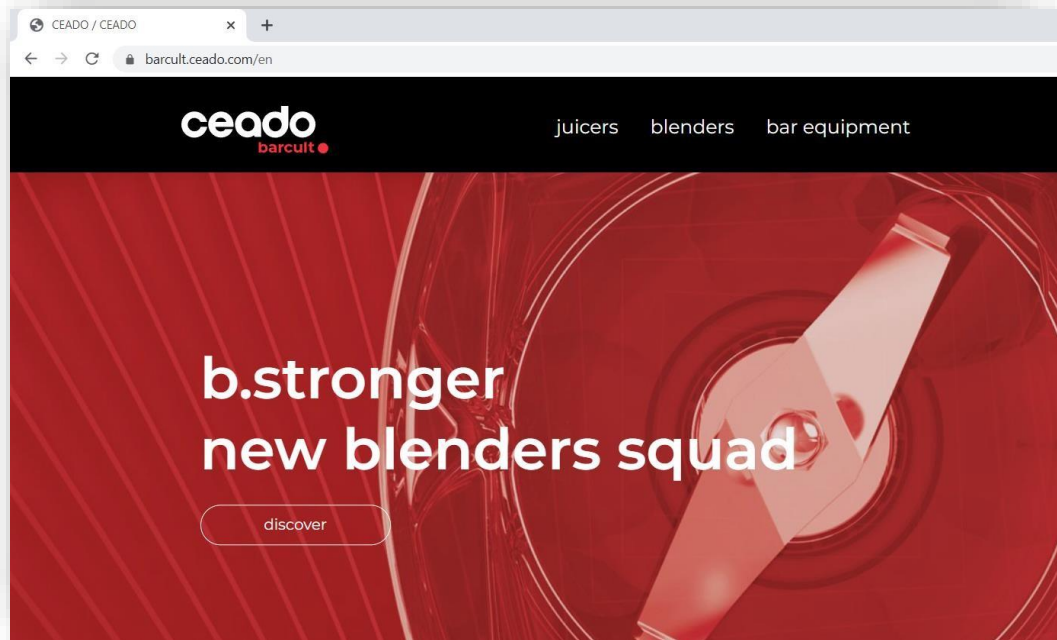 CEADO / CEADO
barcult.ceado.com/en
ceado
barcult
juicers blenders bar equipment
b.stronger
new blenders squad
discover